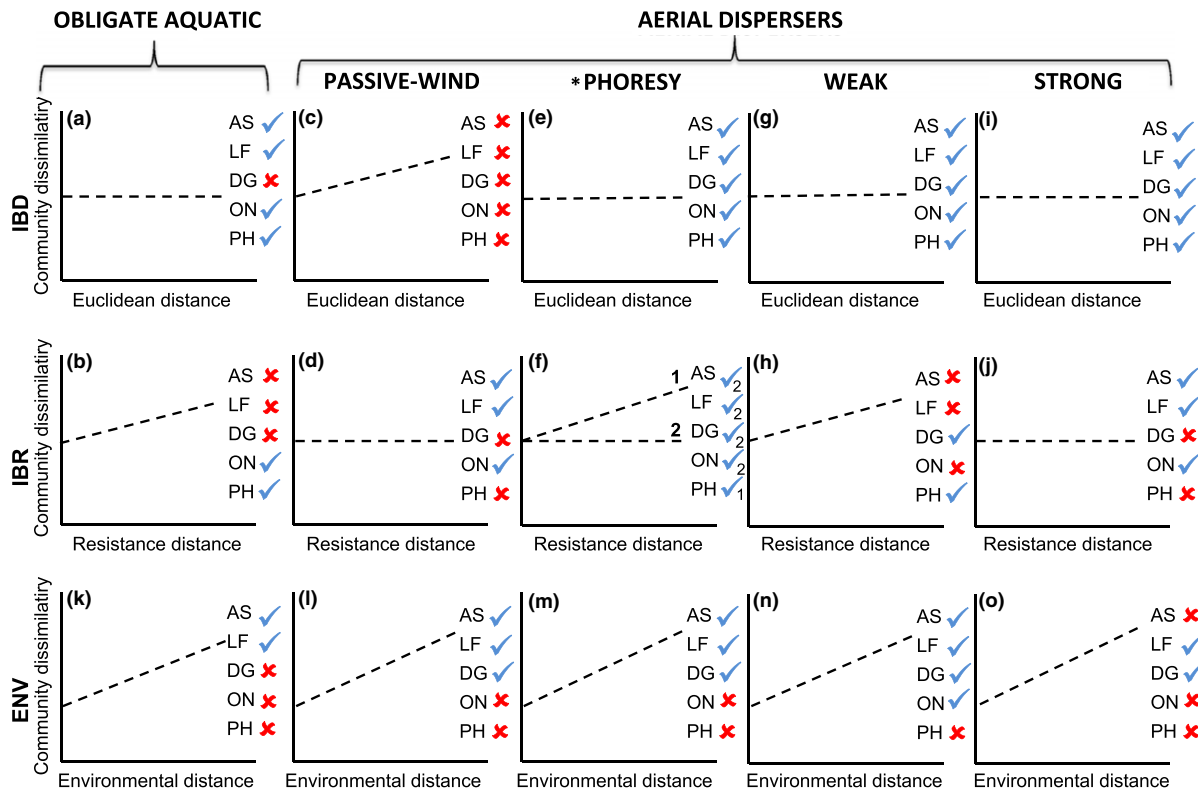 OBLIGATE AQUATIC
AERIAL DISPERSERS
PASSIVE-WIND
*PHORESY
WEAK
STRONG
IBD
Community dissimilatiry
(a)
AS
LF
DG
ON
PH
Euclidean distance
(c)
AS
LF
DG
ON
PH
Euclidean distance
(e)
AS
LF
DG
ON
PH
Euclidean distance
(g)
AS
LF
DG
ON
PH
Euclidean distance
(i)
AS
LF
DG
ON
PH
Euclidean distance
IBR
Community dissimilatiry
(b)
AS
LF
DG
ON
PH
Resistance distance
(d)
AS
LF
DG
ON
PH
Resistance distance
(f)
1
2
AS 2
LF 2
DG 2
ON 2
PH 1
Resistance distance
(h)
AS
LF
DG
ON
PH
Resistance distance
(j)
AS
LF
DG
ON
PH
Resistance distance
ENV
Community dissimilatiry
(k)
AS
LF
DG
ON
PH
Environmental distance
(l)
AS
LF
DG
ON
PH
Environmental distance
(m)
AS
LF
DG
ON
PH
Environmental distance
(n)
AS
LF
DG
ON
PH
Environmental distance
(o)
AS
LF
DG
ON
PH
Environmental distance